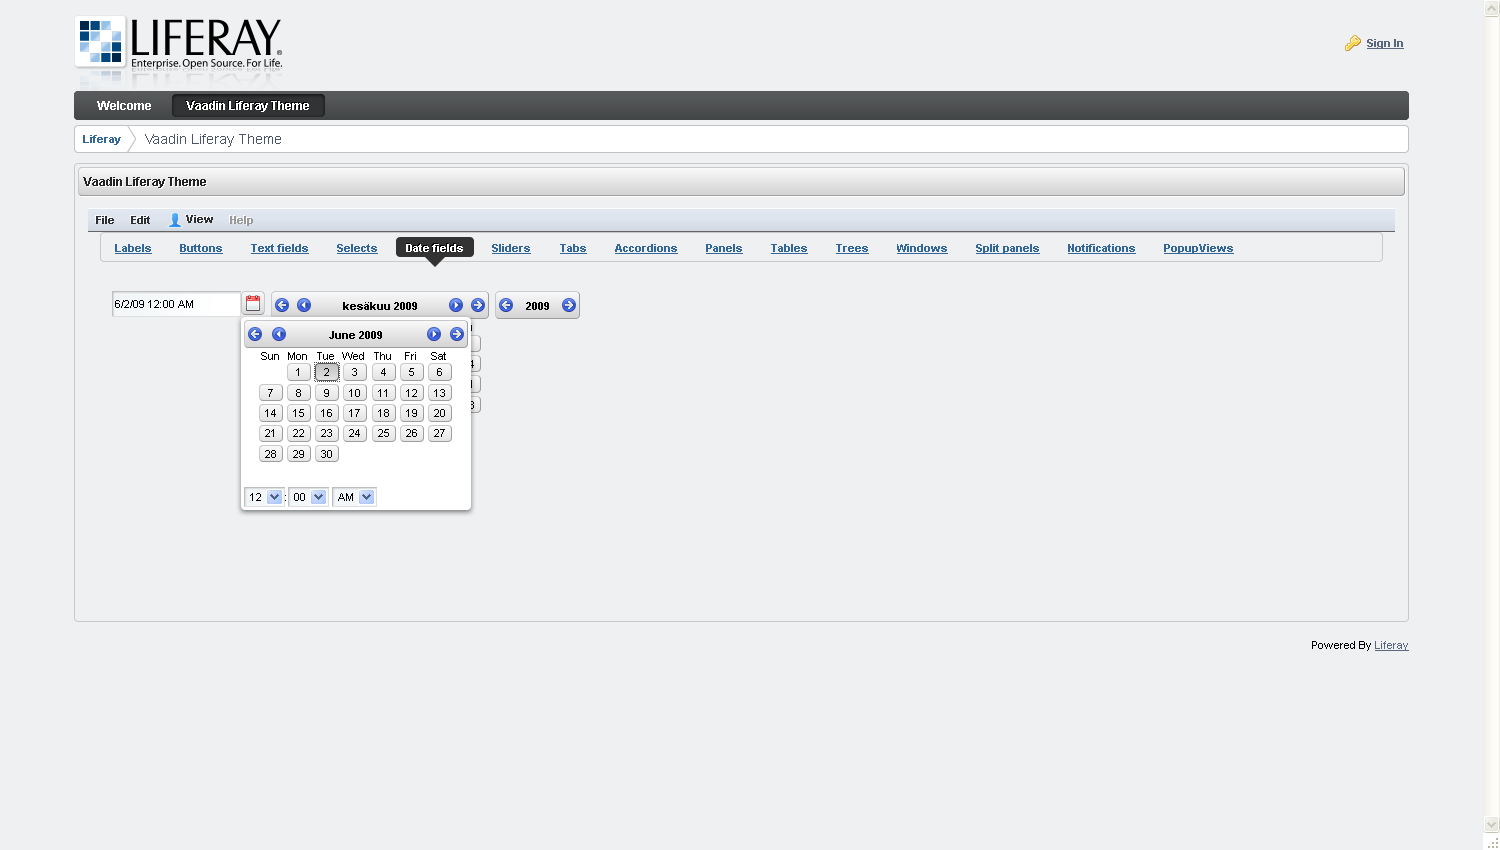 LIFERAY
Enterprise. Open Source. For Life.
Sign In
Welcome Vaadin Liferay Theme
Liferay Vaadin Liferay Theme
Vaadin Liferay Theme
File Edit View Help
Labels Buttons Text fields Selects Date fields Sliders Tabs Accordions Panels Tables Trees Windows Split panels Notifications PopupViews
6/2/09 12:00 AM kesäkuu 2009 2009
June 2009
Sun Mon Tue Wed Thu Fri Sat
1 2 3 4 5 6
7 8 9 10 11 12 13
14 15 16 17 18 19 20
21 22 23 24 25 26 27
28 29 30
12 : 00 AM
Powered By Liferay